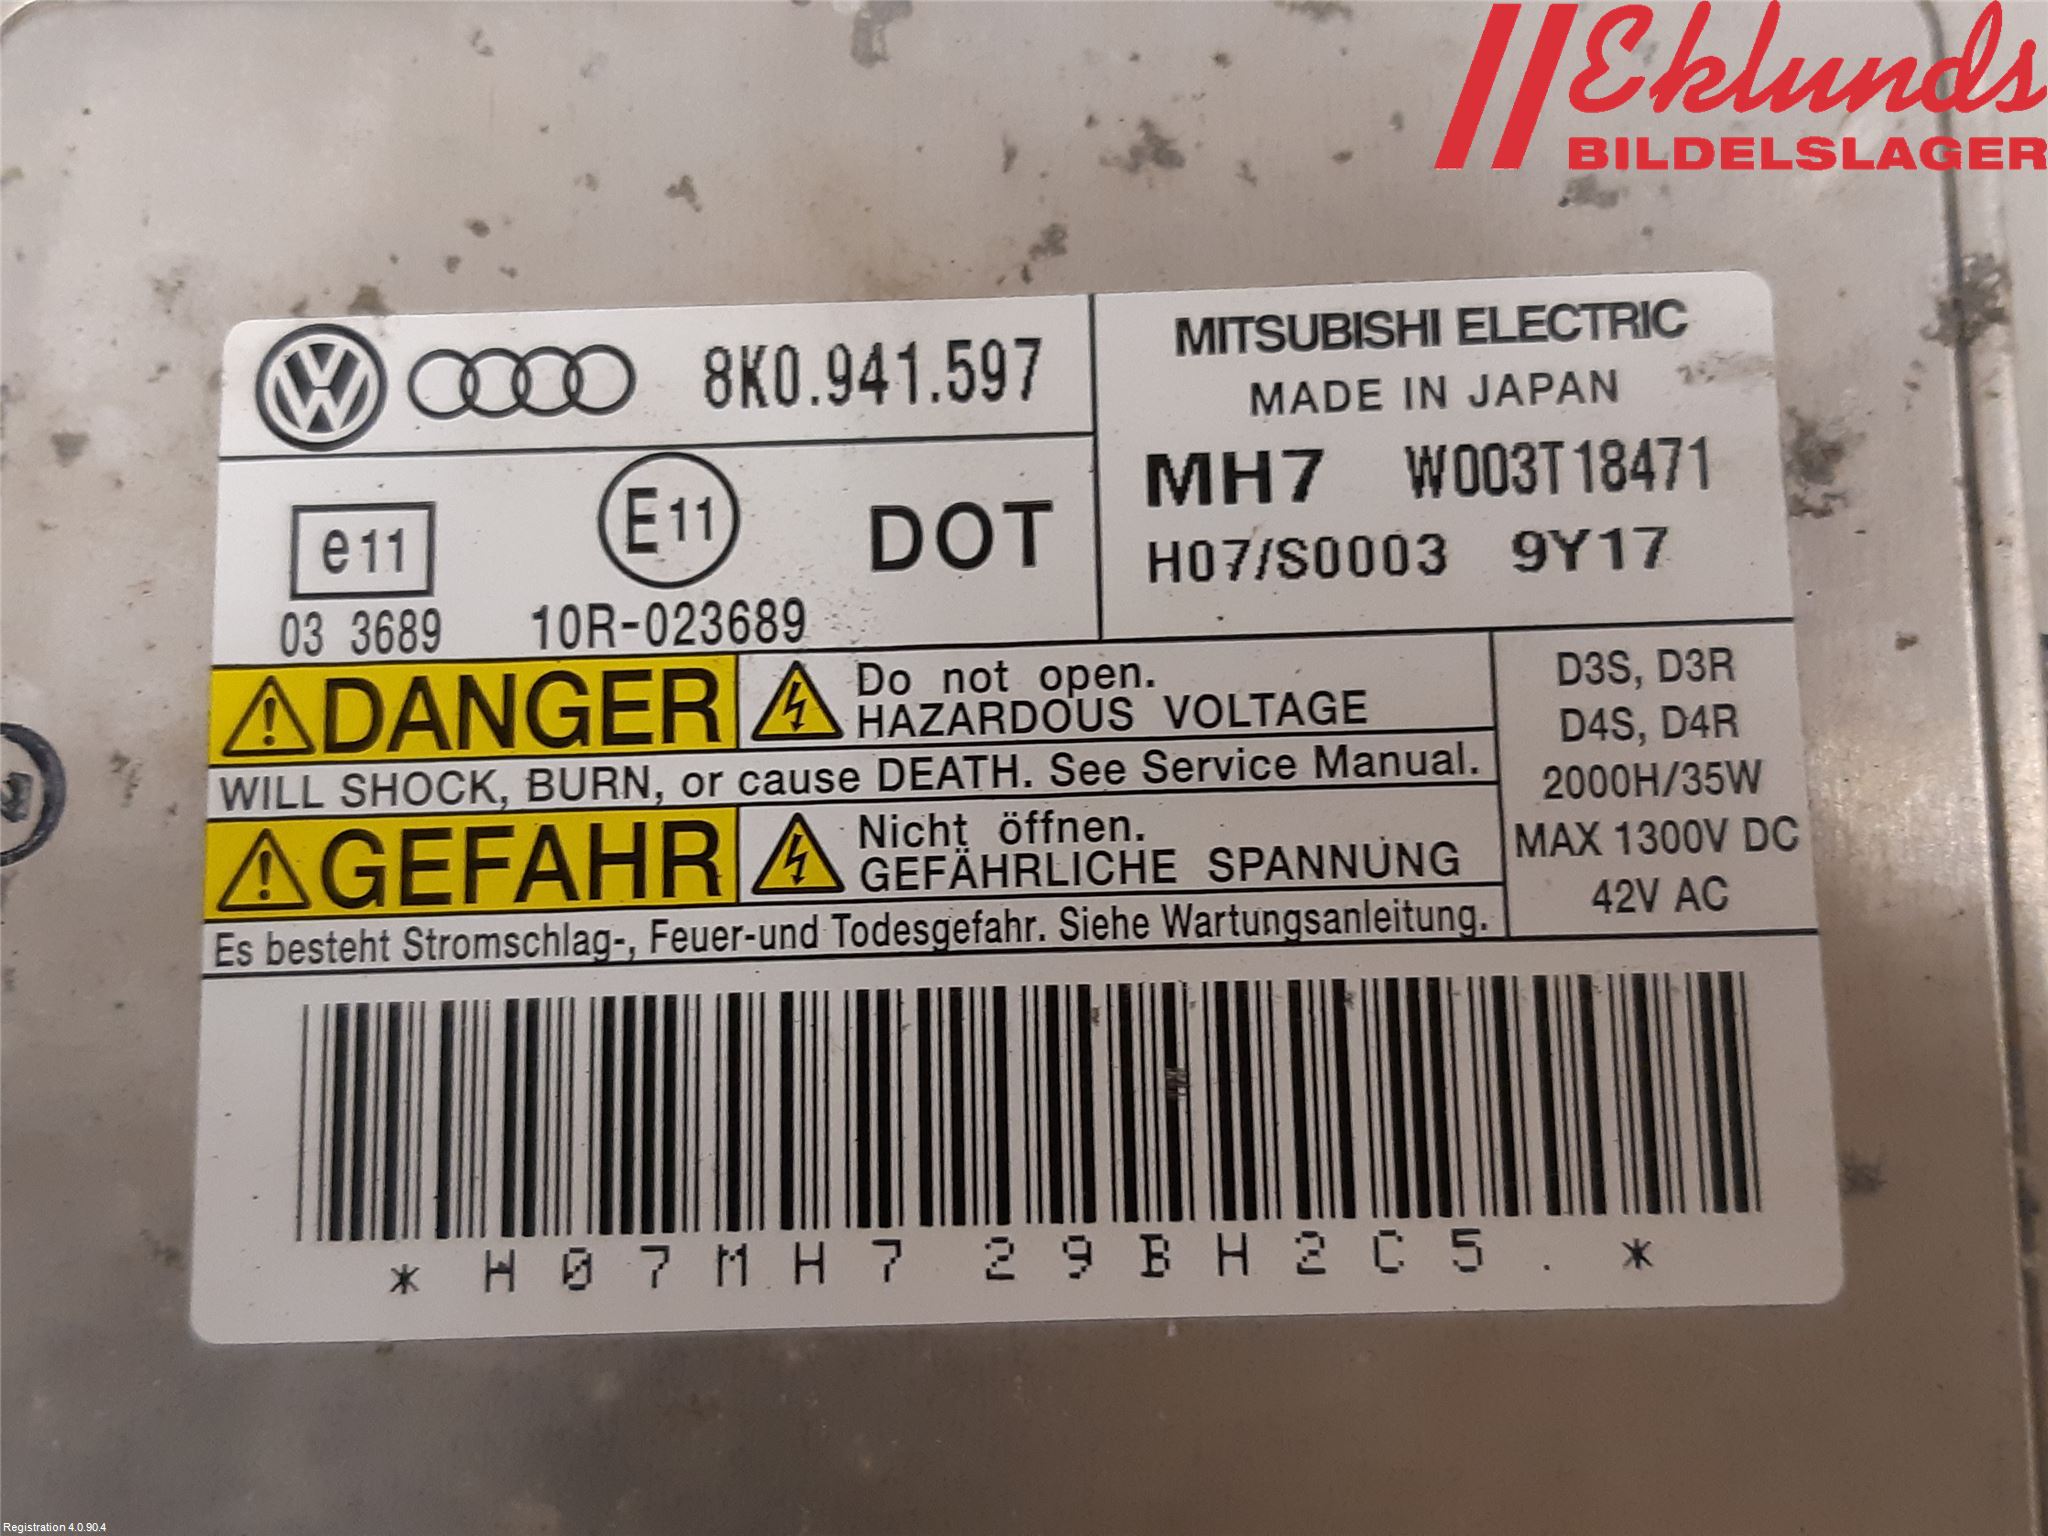 Eklunds
BILDELSLAGER
8K0.941.597
MITSUBISHI ELECTRIC
MADE IN JAPAN
MH7 W003T18471
H07/S0003 9Y17
e11
E11
DOT
03 3689
10R-023689
DANGER
Do not open.
HAZARDOUS VOLTAGE
WILL SHOCK, BURN, or cause DEATH. See Service Manual.
GEFAHR
Nicht öffnen.
GEFÄHRLICHE SPANNUNG
Es besteht Stromschlag-, Feuer-und Todesgefahr. Siehe Wartungsanleitung.
D3S, D3R
D4S, D4R
2000H/35W
MAX 1300V DC
42V AC
*H07MH7 29BH2C5.*
Registration 4.0.90.4